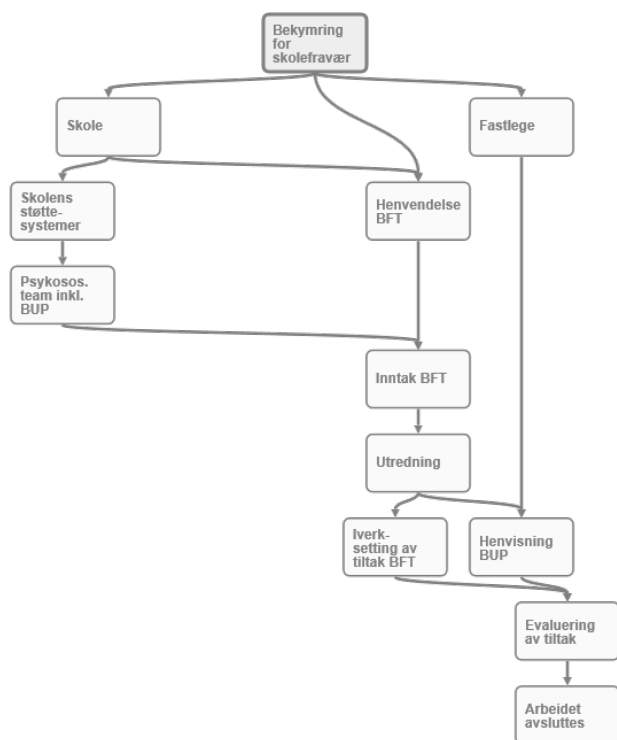 Bekymring
for
skolefravær
Skole
Fastlege
Skolens
støtte-
systemer
Henvendelse
BFT
Psykosos.
team inkl.
BUP
Inntak BFT
Utredning
Iverk-
setting av
tiltak BFT
Henvisning
BUP
Evaluering
av tiltak
Arbeidet
avsluttes